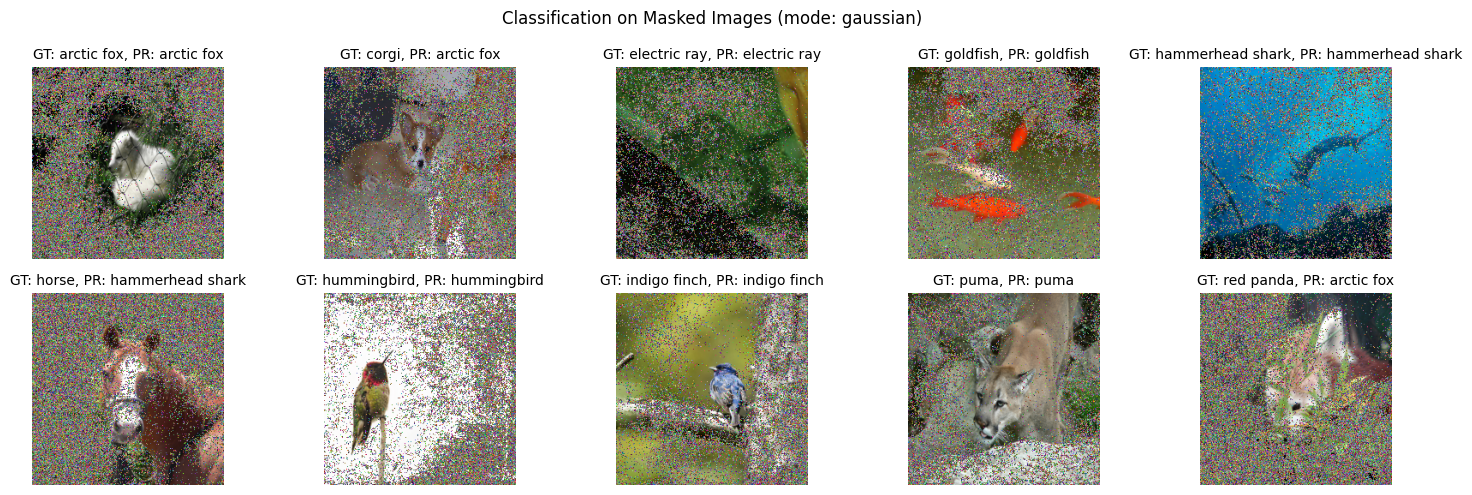 Classification on Masked Images (mode: gaussian)
GT: arctic fox, PR: arctic fox
GT: corgi, PR: arctic fox
GT: electric ray, PR: electric ray
GT: goldfish, PR: goldfish
GT: hammerhead shark, PR: hammerhead shark
GT: horse, PR: hammerhead shark
GT: hummingbird, PR: hummingbird
GT: indigo finch, PR: indigo finch
GT: puma, PR: puma
GT: red panda, PR: arctic fox